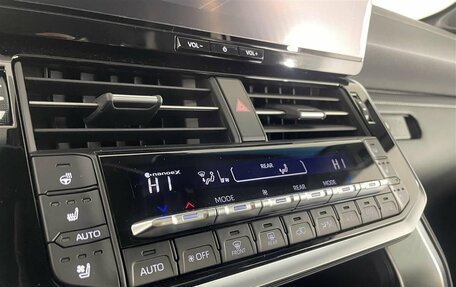 VOL- VOL+
nanoeX
HI REAR HI
MODE REAR MODE
AUTO
AUTO OFF FRONT REAR